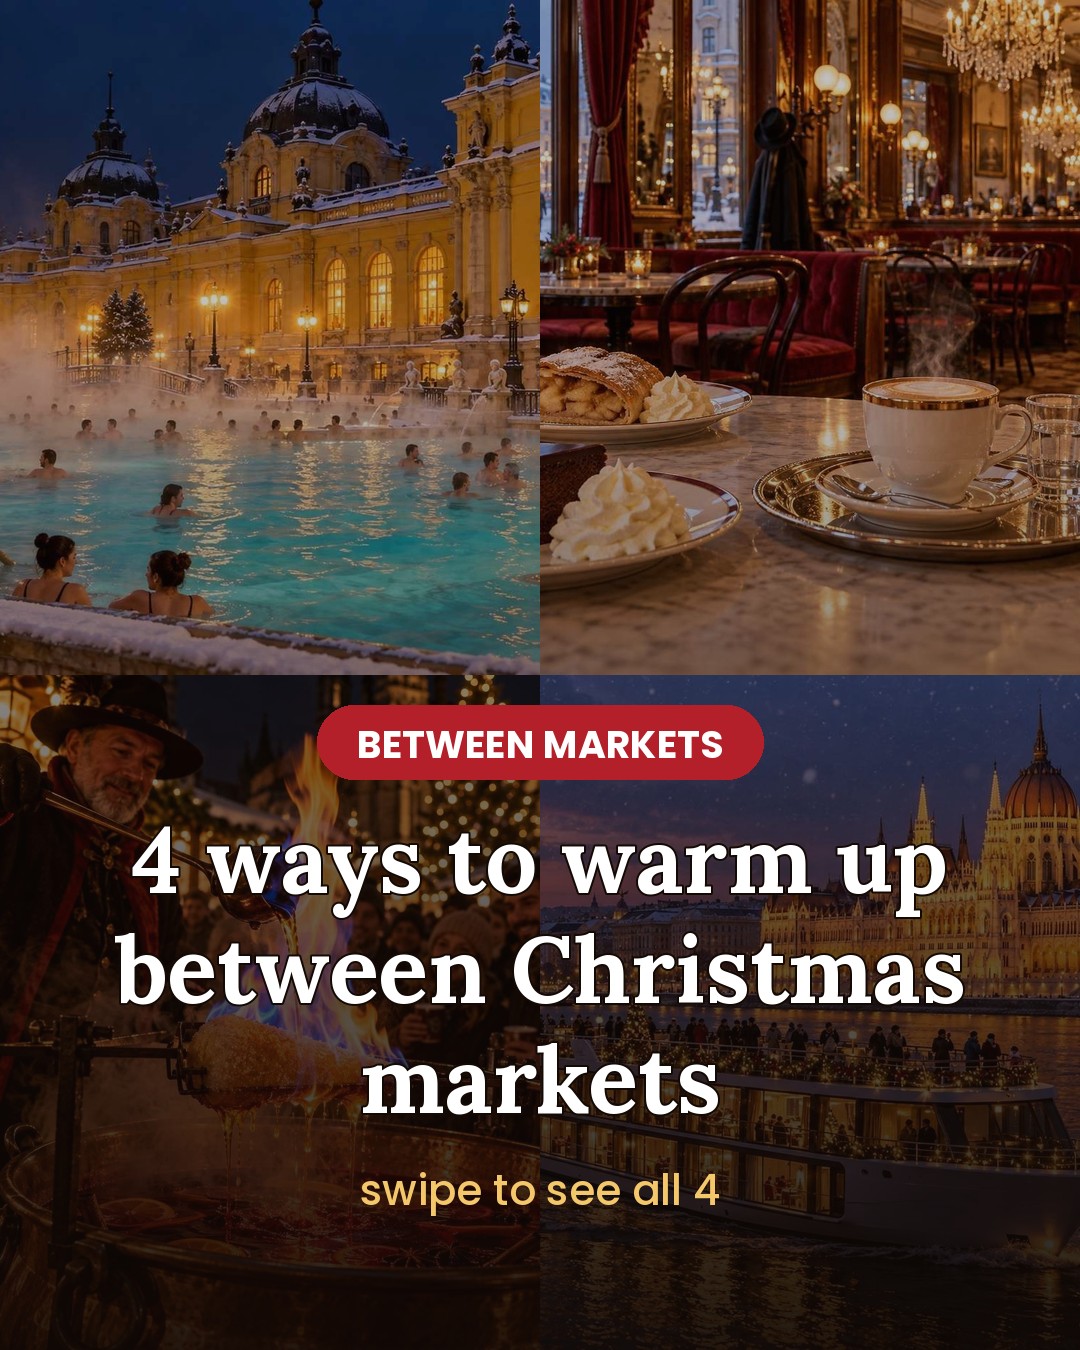 BETWEEN MARKETS
4 ways to warm up
between Christmas
markets
swipe to see all 4